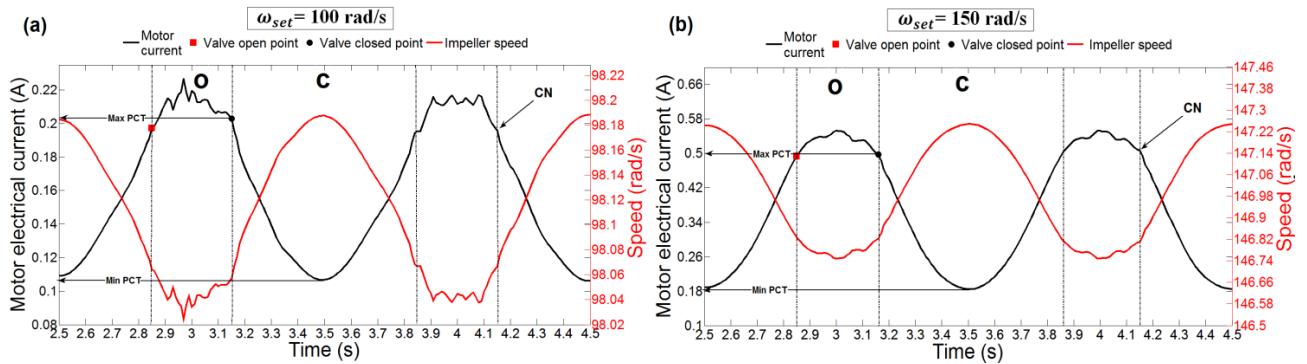 (a)
ω_set = 100 rad/s
Motor current
Valve open point
Valve closed point
Impeller speed
O
C
CN
Max PCT
Min PCT
Motor electrical current (A)
0.22
0.2
0.18
0.16
0.14
0.12
0.1
0.08
98.22
98.2
98.18
98.16
98.14
98.12
98.1
98.08
98.06
98.04
98.02
Speed (rad/s)
2.5 2.6 2.7 2.8 2.9 3 3.1 3.2 3.3 3.4 3.5 3.6 3.7 3.8 3.9 4 4.1 4.2 4.3 4.4 4.5
Time (s)
(b)
ω_set = 150 rad/s
Motor current
Valve open point
Valve closed point
Impeller speed
O
C
CN
Max PCT
Min PCT
Motor electrical current (A)
0.66
0.58
0.5
0.42
0.34
0.26
0.18
0.1
147.46
147.38
147.3
147.22
147.14
147.06
146.98
146.9
146.82
146.74
146.66
146.58
146.5
Speed (rad/s)
2.5 2.6 2.7 2.8 2.9 3 3.1 3.2 3.3 3.4 3.5 3.6 3.7 3.8 3.9 4 4.1 4.2 4.3 4.4 4.5
Time (s)